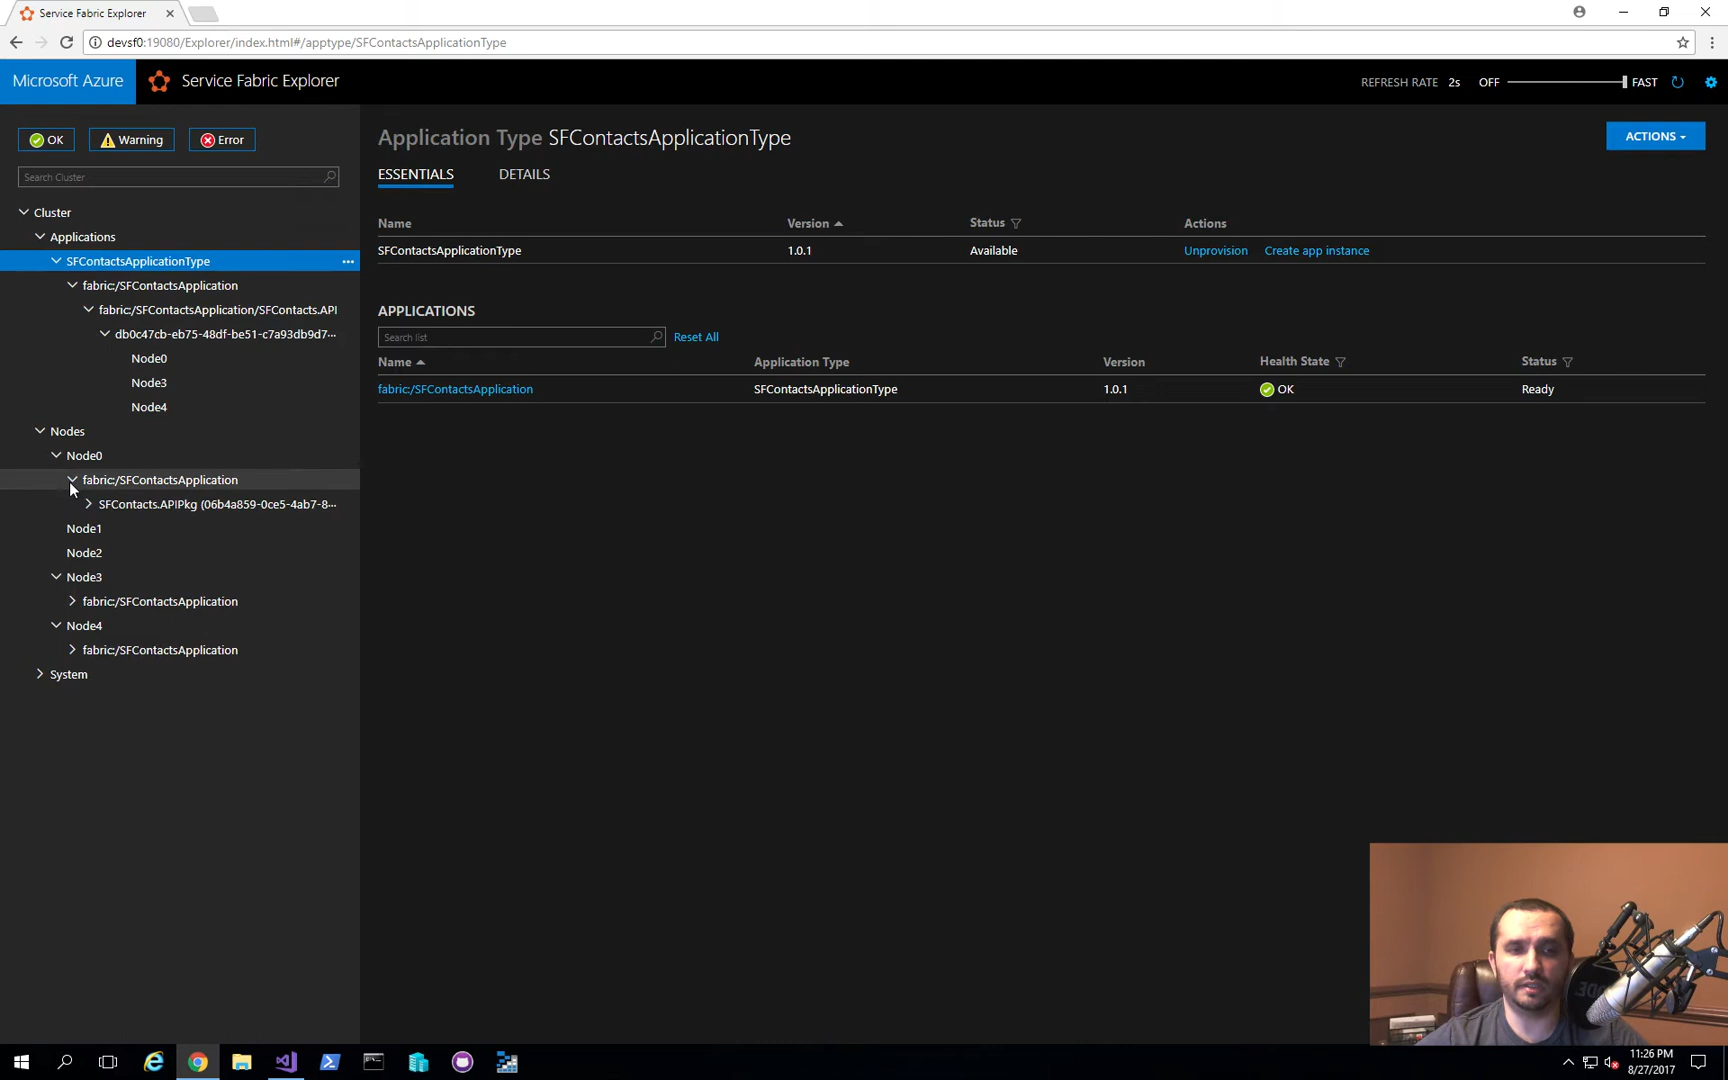 Service Fabric Explorer
devsf0:19080/Explorer/index.html#/apptype/SFContactsApplicationType
Microsoft Azure
Service Fabric Explorer
REFRESH RATE 2s OFF FAST
OK
Warning
Error
Search Cluster
Cluster
Applications
SFContactsApplicationType
fabric:/SFContactsApplication
fabric:/SFContactsApplication/SFContacts.API
db0c47cb-eb75-48df-be51-c7a93db9d7...
Node0
Node3
Node4
Nodes
Node0
fabric:/SFContactsApplication
SFContacts.APIPkg (06b4a859-0ce5-4ab7-8...
Node1
Node2
Node3
fabric:/SFContactsApplication
Node4
fabric:/SFContactsApplication
System
Application Type SFContactsApplicationType
ACTIONS
ESSENTIALS DETAILS
Name Version Status Actions
SFContactsApplicationType 1.0.1 Available Unprovision Create app instance
APPLICATIONS
Search list Reset All
Name Application Type Version Health State Status
fabric:/SFContactsApplication SFContactsApplicationType 1.0.1 OK Ready
11:26 PM
8/27/2017